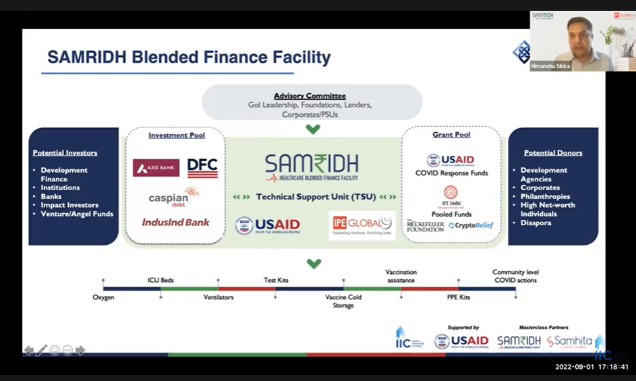 SAMRIDH Blended Finance Facility
SAMRIDH
IPE GLOBAL
Himanshu Sikka
Advisory Committee
GoI Leadership, Foundations, Lenders,
Corporates/PSUs
Potential Investors
• Development
Finance
• Institutions
• Banks
• Impact Investors
• Venture/Angel Funds
Investment Pool
AXIS BANK
DFC
caspian
debt
IndusInd Bank
SAMRIDH
HEALTHCARE BLENDED FINANCE FACILITY
Technical Support Unit (TSU)
USAID
FROM THE AMERICAN PEOPLE
IPE GLOBAL
Grant Pool
USAID
COVID Response Funds
IIT Delhi
Pooled Funds
THE ROCKEFELLER
FOUNDATION
CryptoRelief
Potential Donors
• Development
Agencies
• Corporates
• Philanthropies
• High Net-worth
Individuals
• Diaspora
Oxygen
ICU Beds
Ventilators
Test Kits
Vaccine Cold
Storage
Vaccination
assistance
PPE Kits
Community level
COVID actions
IIC
Supported by
USAID
Masterclass Partners
SAMRIDH
Samhita
IIC
2022-09-01 17:18:41